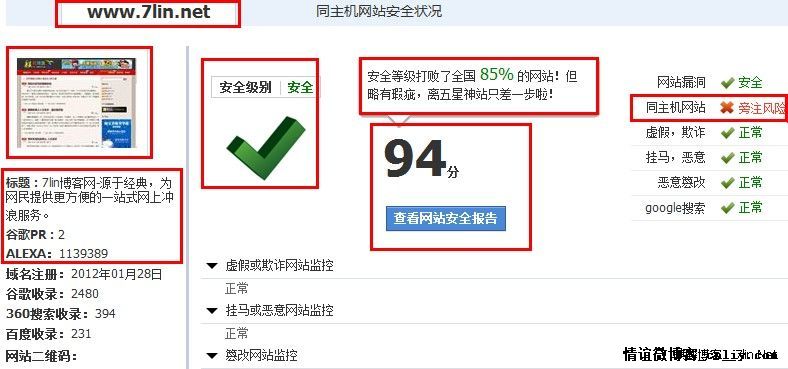 www.7lin.net
同主机网站安全状况
标题：7lin博客网-源于经典，为
网民提供更方便的一站式网上冲
浪服务。
谷歌PR：2
ALEXA：1139389
域名注册：2012年01月28日
谷歌收录：2480
360搜索收录：394
百度收录：231
网站二维码：
安全级别 安全
安全等级打败了全国 85% 的网站！但
略有瑕疵，离五星神站只差一步啦！
94分
查看网站安全报告
网站漏洞 安全
同主机网站 旁注风险
虚假，欺诈 正常
挂马，恶意 正常
恶意篡改 正常
google搜索 正常
虚假或欺诈网站监控
正常
挂马或恶意网站监控
正常
篡改网站监控
情谊微博客